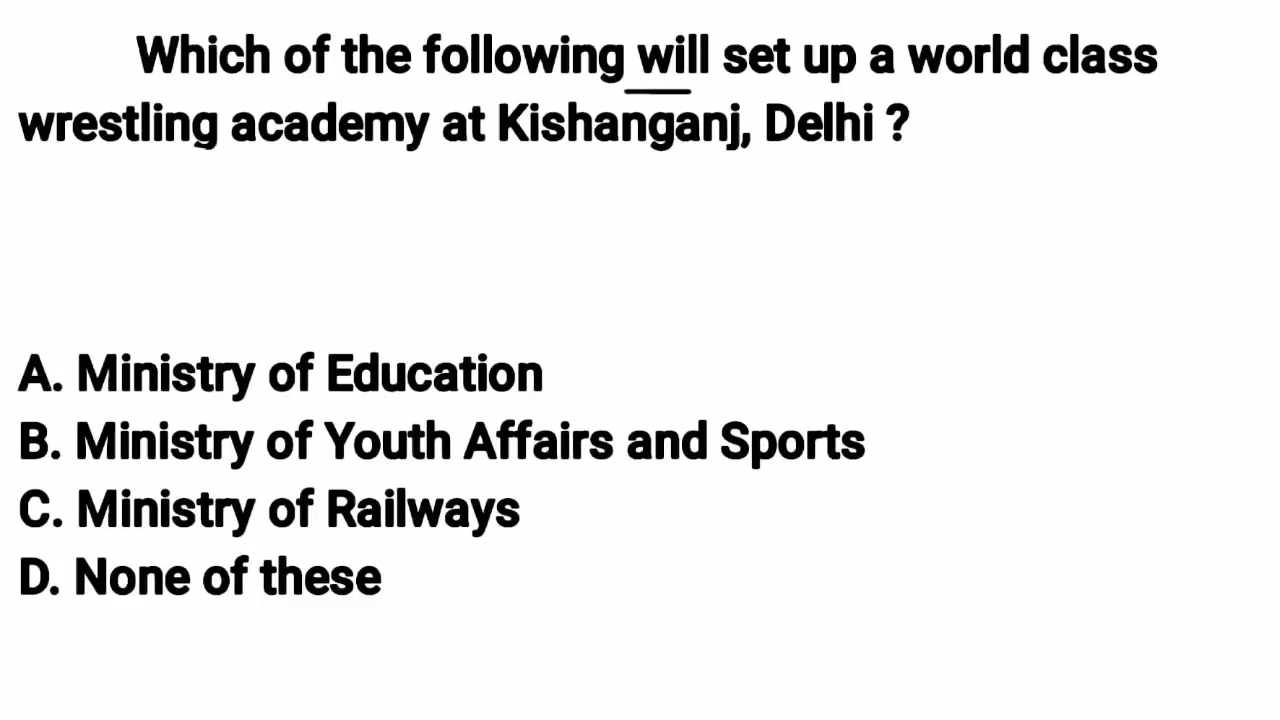 Which of the following will set up a world class
wrestling academy at Kishanganj, Delhi ?
A. Ministry of Education
B. Ministry of Youth Affairs and Sports
C. Ministry of Railways
D. None of these